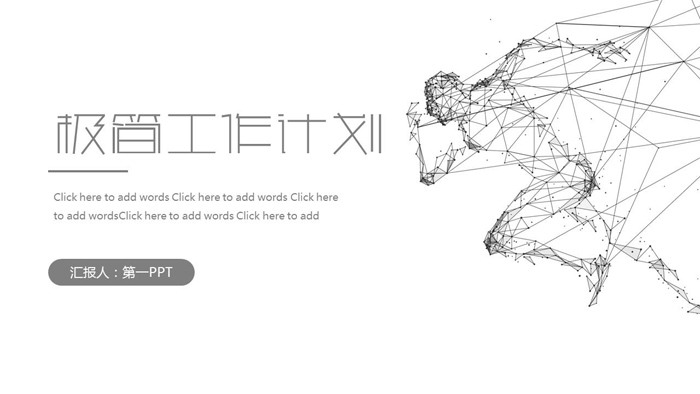 极简工作计划
Click here to add words Click here to add words Click here
to add wordsClick here to add words Click here to add
汇报人：第一PPT